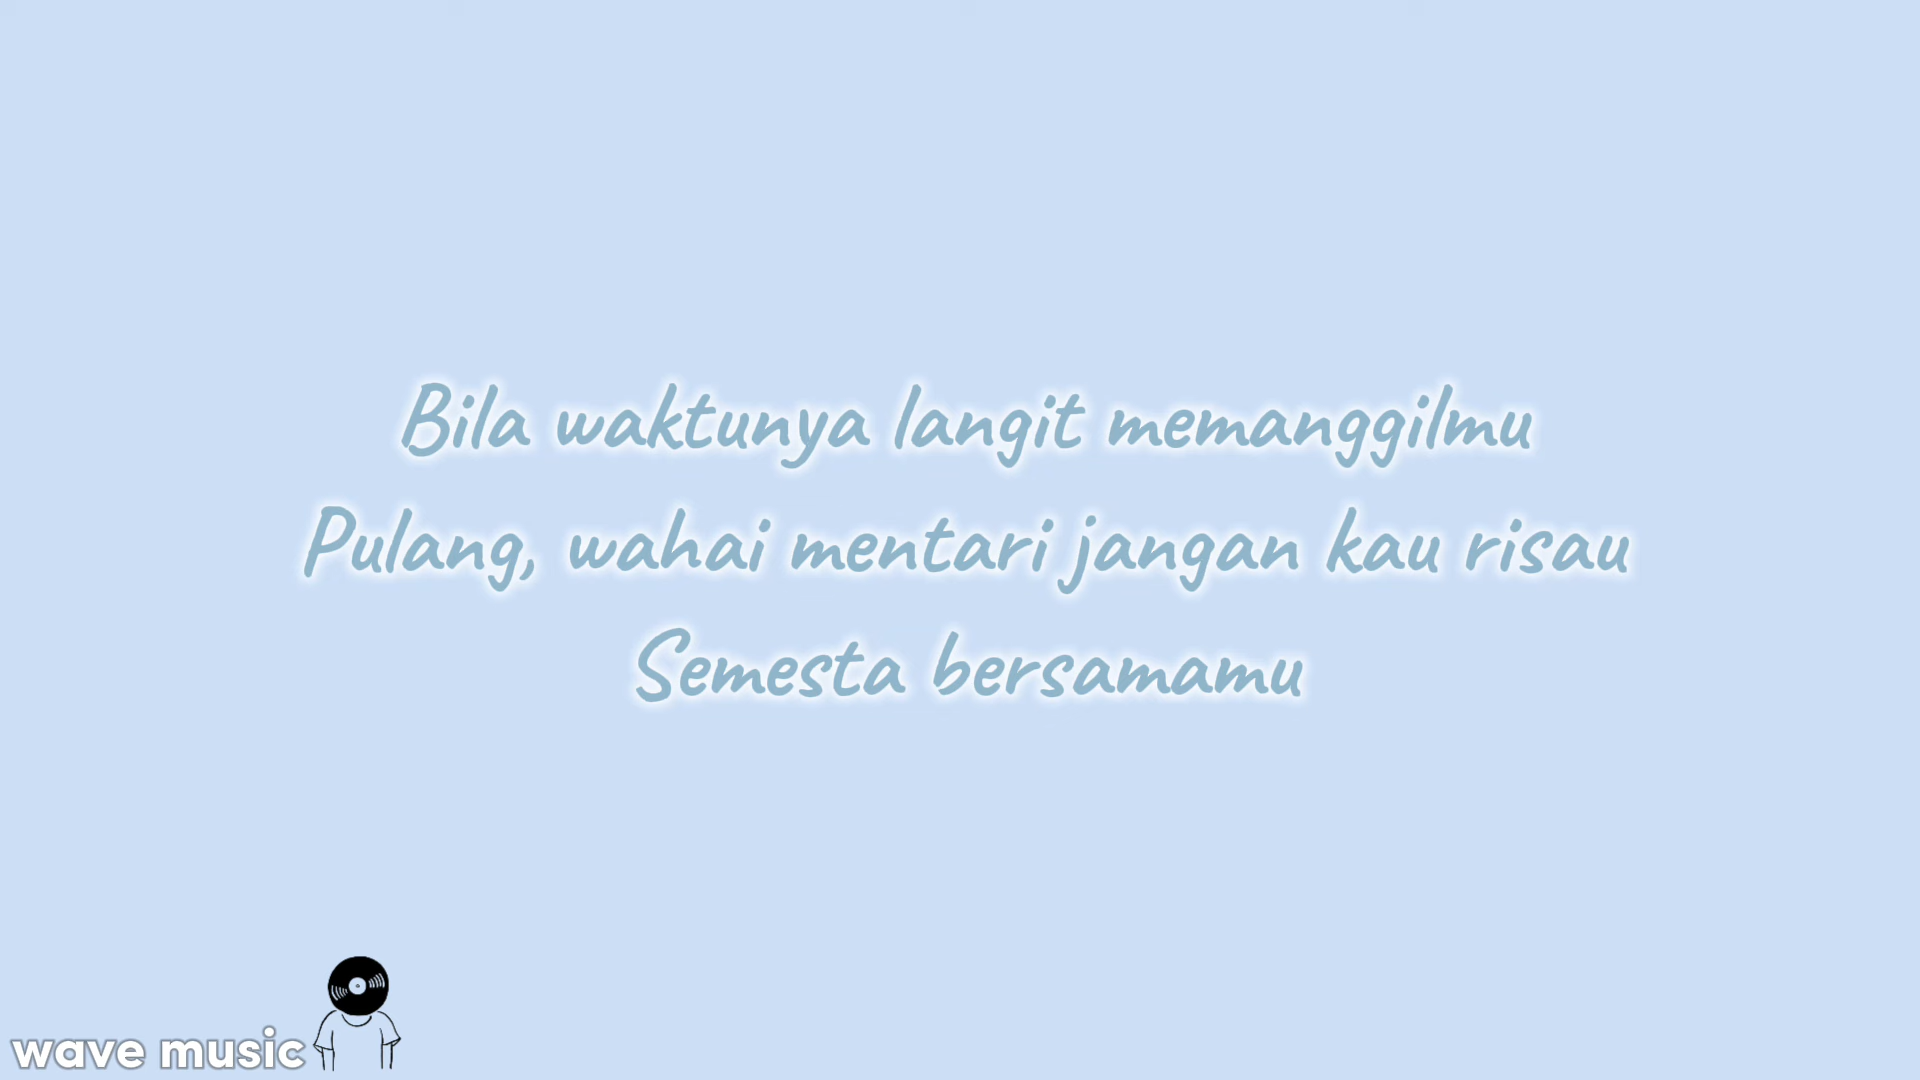 Bila waktunya langit memanggilmu
Pulang, wahai mentari jangan kau risau
Semesta bersamamu
wave music